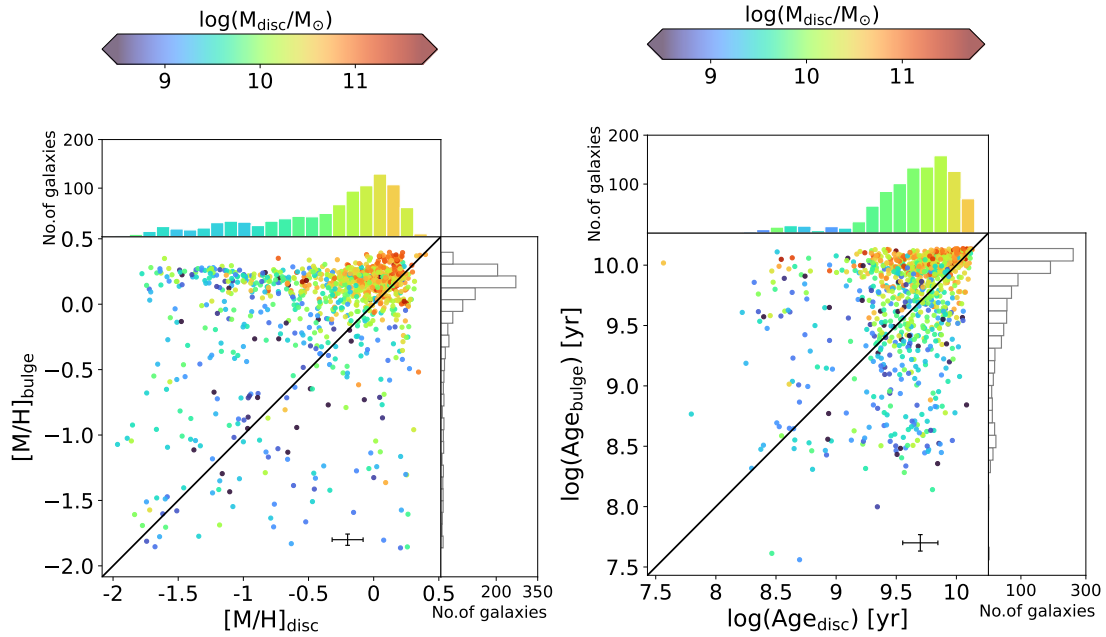 log(M_disc/M_⊙)
9 10 11
No.of galaxies
200
100
0.5
0.0
−0.5
−1.0
−1.5
−2.0
[M/H]_bulge
-2 -1.5 -1 -0.5 0 0.5
[M/H]_disc
200 350
No.of galaxies
log(M_disc/M_⊙)
9 10 11
No.of galaxies
200
100
10.0
9.5
9.0
8.5
8.0
7.5
log(Age_bulge) [yr]
7.5 8 8.5 9 9.5 10
log(Age_disc) [yr]
100 300
No.of galaxies